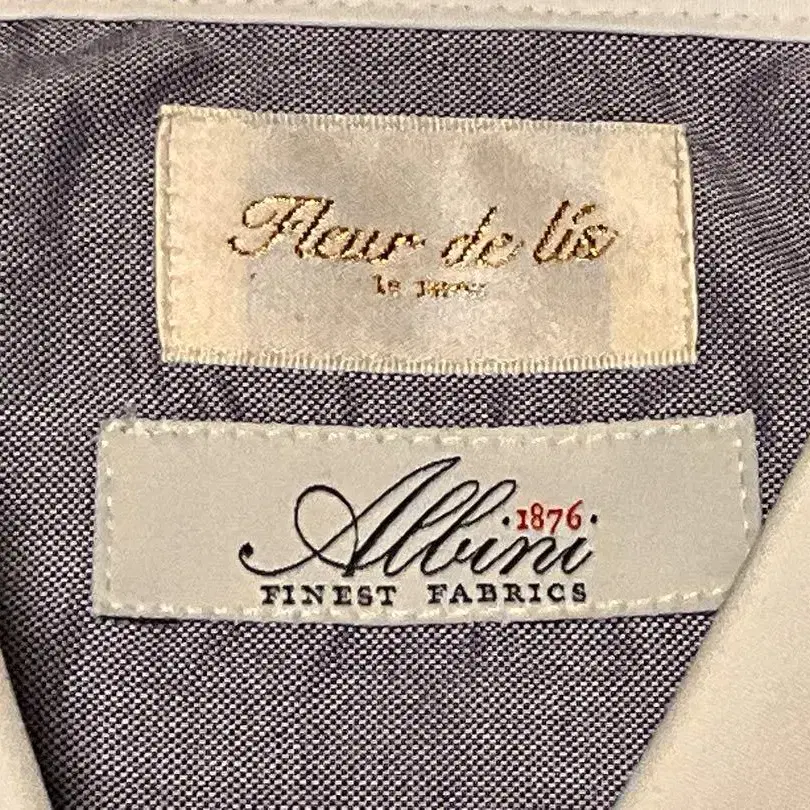 Fleur de lis
·1876·
Albini
FINEST FABRICS